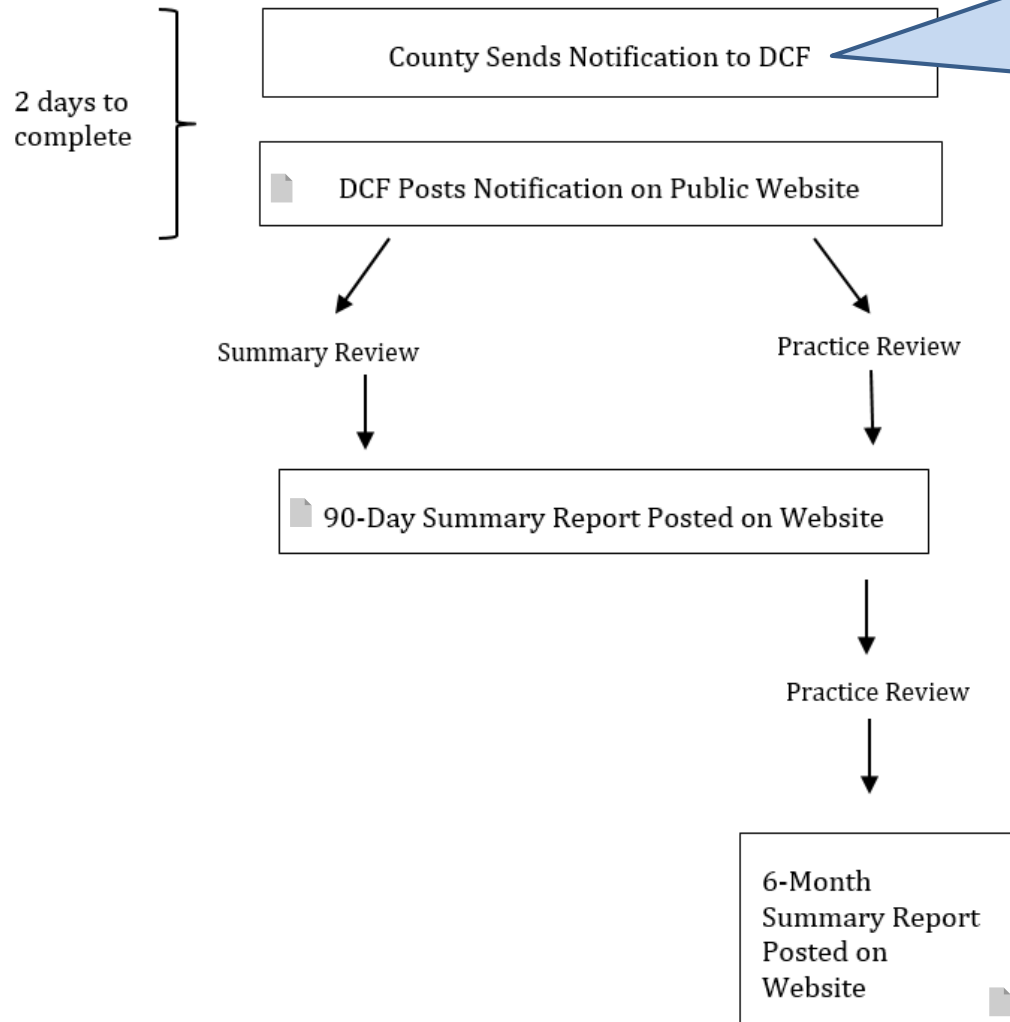 County Sends Notification to DCF
2 days to
complete
DCF Posts Notification on Public Website
Summary Review
Practice Review
90-Day Summary Report Posted on Website
Practice Review
6-Month
Summary Report
Posted on
Website